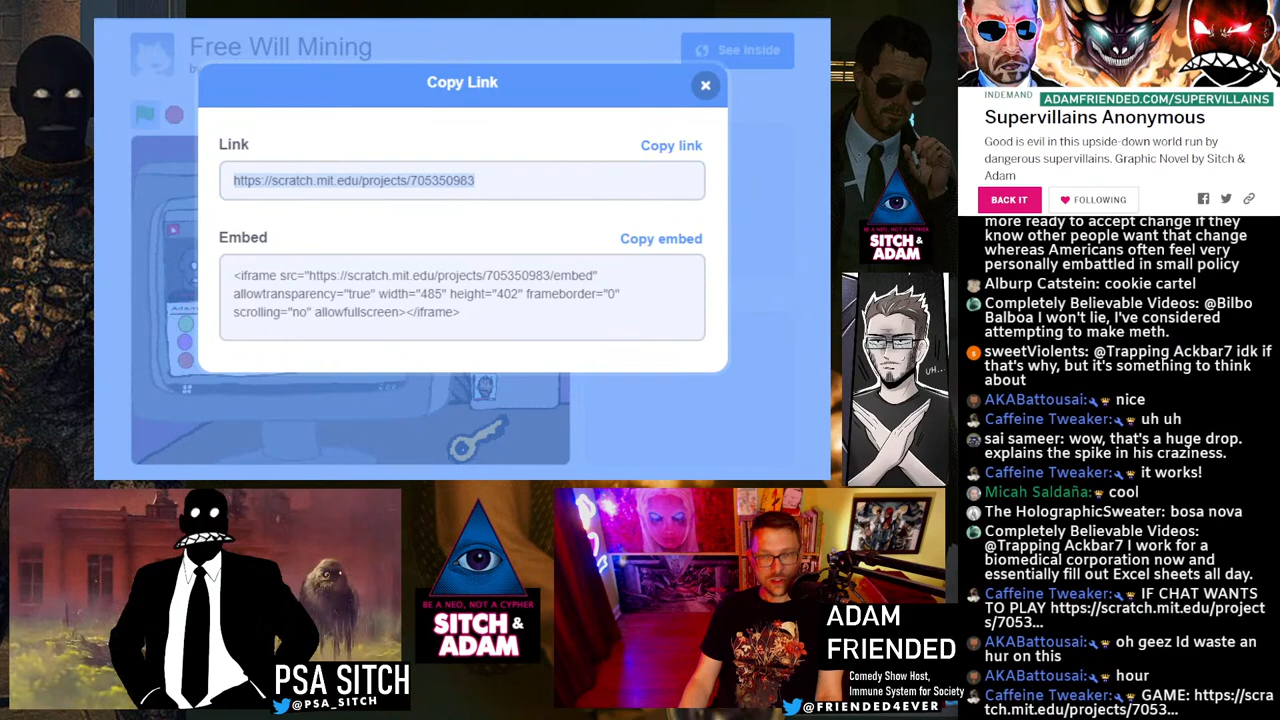 Free Will Mining
by
See inside
Copy Link
Link
Copy link
https://scratch.mit.edu/projects/705350983
Embed
Copy embed
<iframe src="https://scratch.mit.edu/projects/705350983/embed"
allowtransparency="true" width="485" height="402" frameborder="0"
scrolling="no" allowfullscreen></iframe>
BE A NEO, NOT A CYPHER
SITCH &
ADAM
UH...
INDEMAND
ADAMFRIENDED.COM/SUPERVILLAINS
Supervillains Anonymous
Good is evil in this upside-down world run by
dangerous supervillains. Graphic Novel by Sitch &
Adam
BACK IT
FOLLOWING
more ready to accept change if they
know other people want that change
whereas Americans often feel very
personally embattled in small policy
Alburp Catstein: cookie cartel
Completely Believable Videos: @Bilbo
Balboa I won't lie, I've considered
attempting to make meth.
sweetViolents: @Trapping Ackbar7 idk if
that's why, but it's something to think
about
AKABattousai: nice
Caffeine Tweaker: uh uh
sai sameer: wow, that's a huge drop.
explains the spike in his craziness.
Caffeine Tweaker: it works!
Micah Saldaña: cool
The HolographicSweater: bosa nova
Completely Believable Videos:
@Trapping Ackbar7 I work for a
biomedical corporation now and
essentially fill out Excel sheets all day.
Caffeine Tweaker: IF CHAT WANTS
TO PLAY https://scratch.mit.edu/project
s/7053...
AKABattousai: oh geez Id waste an
hur on this
AKABattousai: hour
Caffeine Tweaker: GAME: https://scra
tch.mit.edu/projects/7053...
PSA SITCH
@PSA_SITCH
BE A NEO, NOT A CYPHER
SITCH &
ADAM
ADAM
FRIENDED
Comedy Show Host,
Immune System for Society
@FRIENDED4EVER